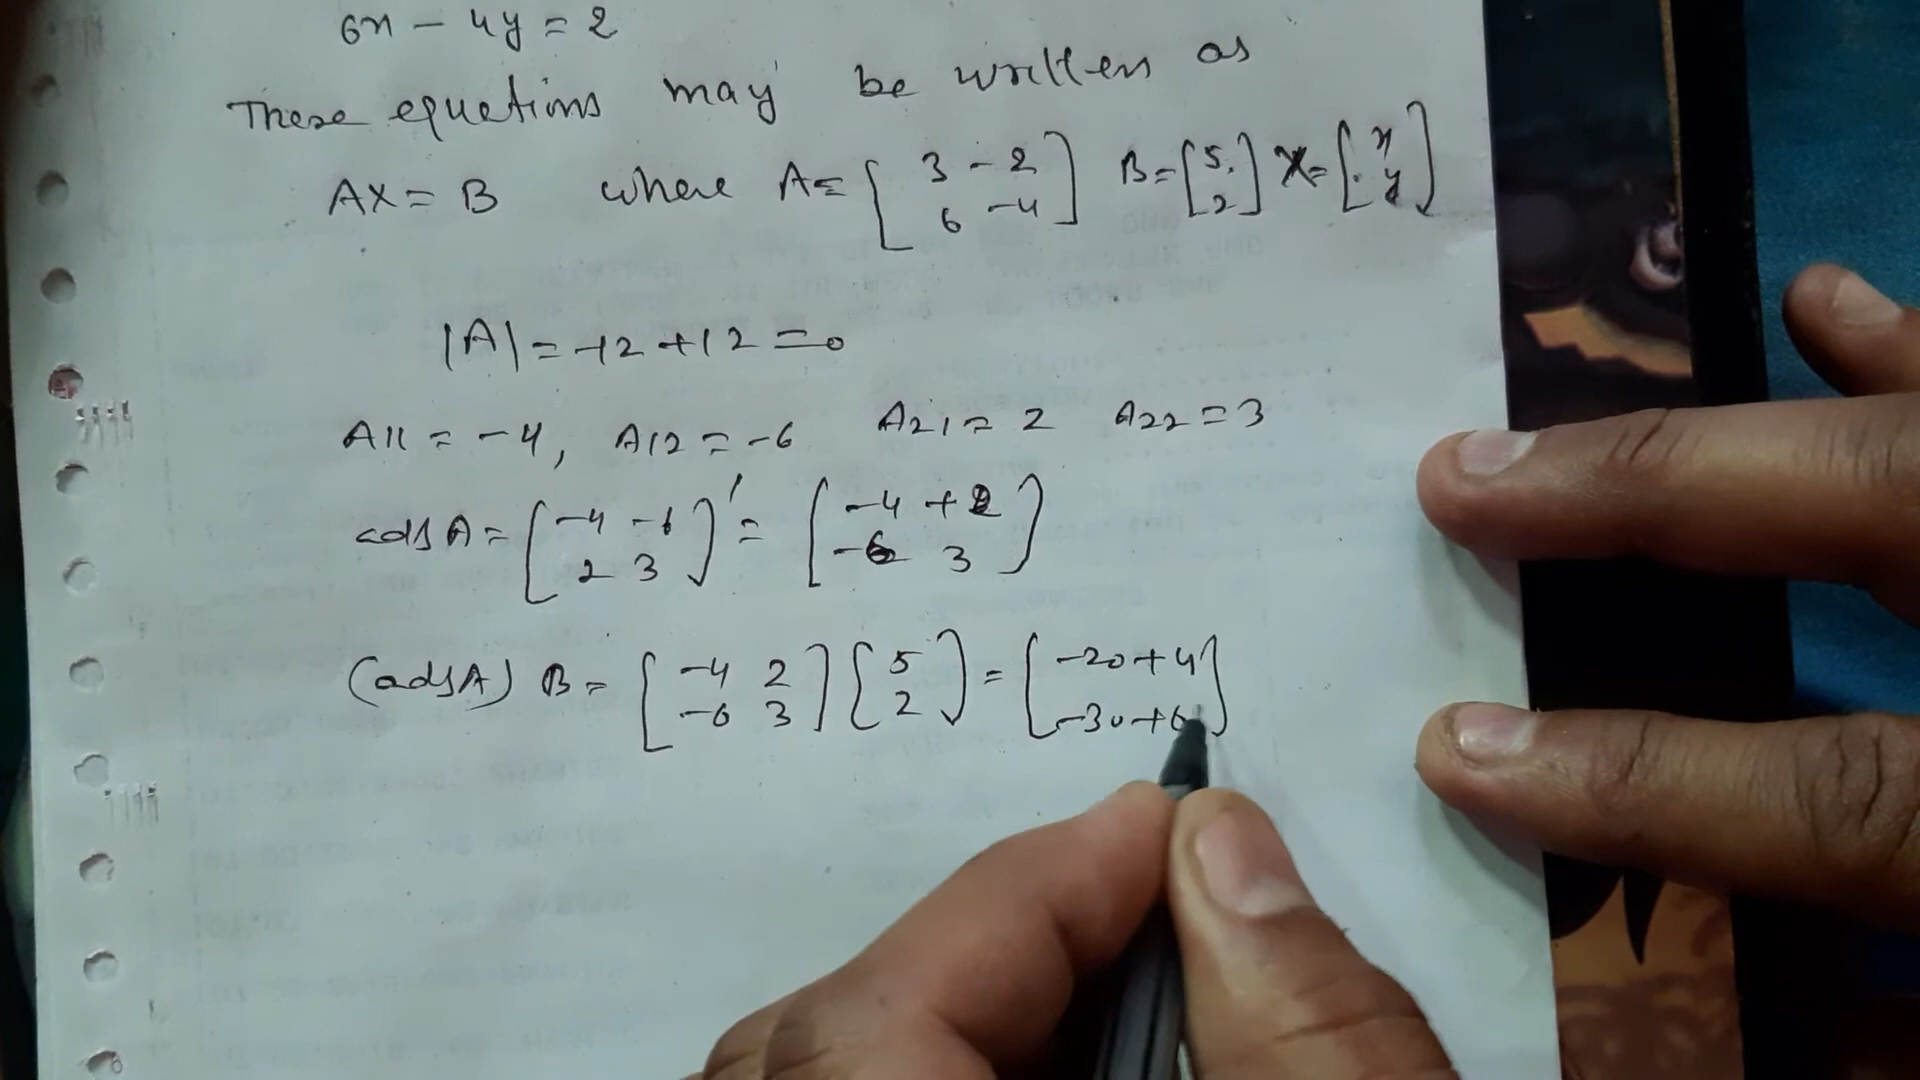 6x - 4y = 2
These equations may be written as
AX = B where A = [3 -2 6 -4] B = [5 2] X = [x y]
|A| = -12 + 12 = 0
A11 = -4, A12 = -6 A21 = 2 A22 = 3
adj A = [-4 -6 2 3]' = [-4 +2 -6 3]
(adj A) B = [-4 2 -6 3] [5 2] = [-20+4 -30+6]